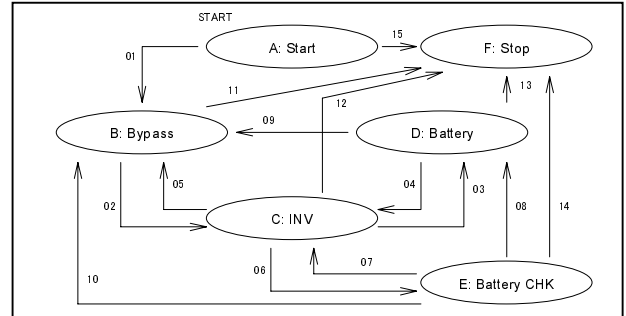 START
A: Start
15
F: Stop
01
11
12
13
B: Bypass
09
D: Battery
02
05
04
03
08
14
C: INV
10
06
07
E: Battery CHK